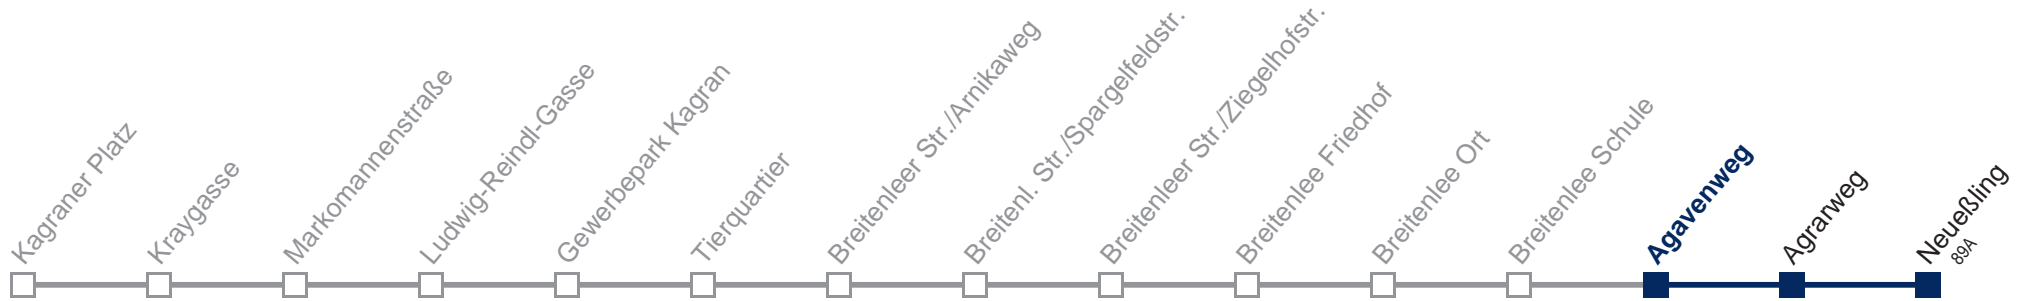 Kagraner Platz
Kraygasse
Markomannenstraße
Ludwig-Reindl-Gasse
Gewerbepark Kagran
Tierquartier
Breitenleer Str./Arnikaweg
Breitenl. Str./Spargelfeldstr.
Breitenleer Str./Ziegelhofstr.
Breitenlee Friedhof
Breitenlee Ort
Breitenlee Schule
Agavenweg
Agrarweg
Neueßling
89A